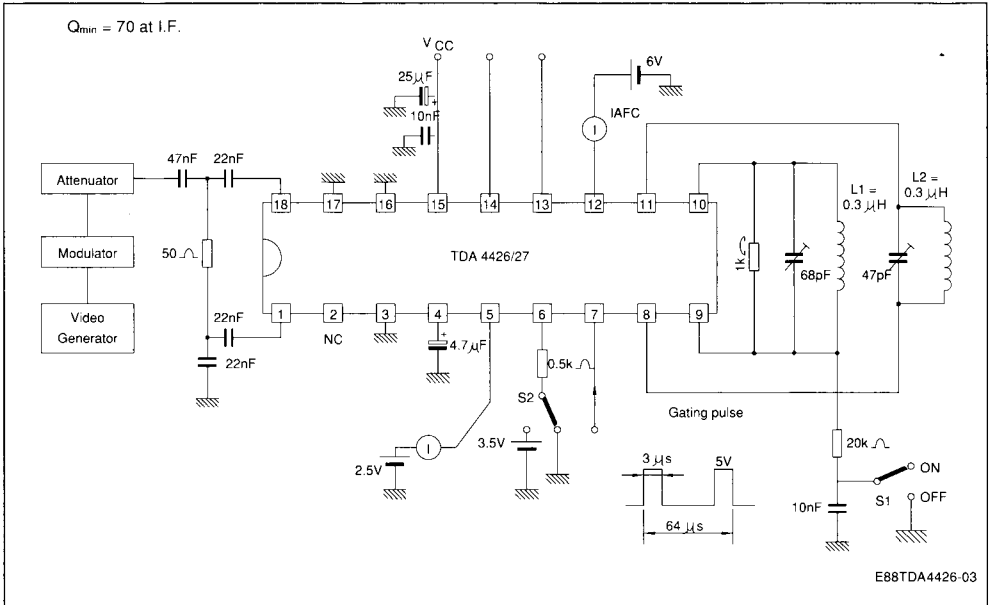 Qmin = 70 at I.F.
VCC
6V
25μF
+
IAFC
10nF
I
47nF 22nF
Attenuator
18 17 16 15 14 13 12 11 10
L1 =
0.3 μH
L2 =
0.3 μH
Modulator
50
TDA 4426/27
1k
68pF
47pF
Video
Generator
22nF
1 2 3 4 5 6 7 8 9
NC
+
22nF
4.7μF
0.5k
S2
Gating pulse
I
3.5V
20k
2.5V
3 μs
5V
ON
10nF
S1
OFF
64 μs
E88TDA4426-03